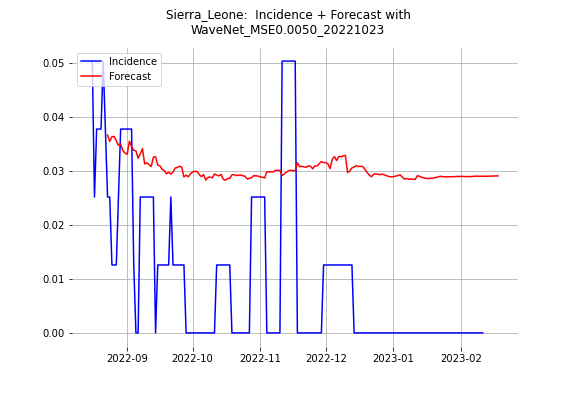 Sierra_Leone:  Incidence + Forecast with
WaveNet_MSE0.0050_20221023
Incidence
Forecast
0.05
0.04
0.03
0.02
0.01
0.00
2022-09 2022-10 2022-11 2022-12 2023-01 2023-02